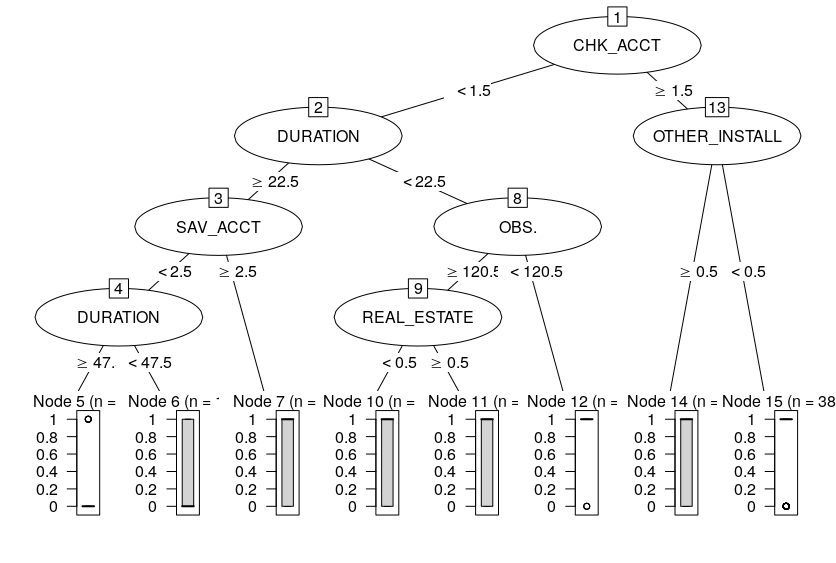 1
CHK_ACCT
< 1.5
≥ 1.5
2
DURATION
13
OTHER_INSTALL
≥ 22.5
< 22.5
3
SAV_ACCT
8
OBS.
< 2.5
≥ 2.5
≥ 120.5
< 120.5
≥ 0.5
< 0.5
4
DURATION
9
REAL_ESTATE
≥ 47.
< 47.5
< 0.5
≥ 0.5
Node 5 (n =
Node 6 (n =
Node 7 (n =
Node 10 (n =
Node 11 (n =
Node 12 (n =
Node 14 (n =
Node 15 (n = 38
1 1 1 1 1 1 1 1
0.8 0.8 0.8 0.8 0.8 0.8 0.8 0.8
0.6 0.6 0.6 0.6 0.6 0.6 0.6 0.6
0.4 0.4 0.4 0.4 0.4 0.4 0.4 0.4
0.2 0.2 0.2 0.2 0.2 0.2 0.2 0.2
0 0 0 0 0 0 0 0